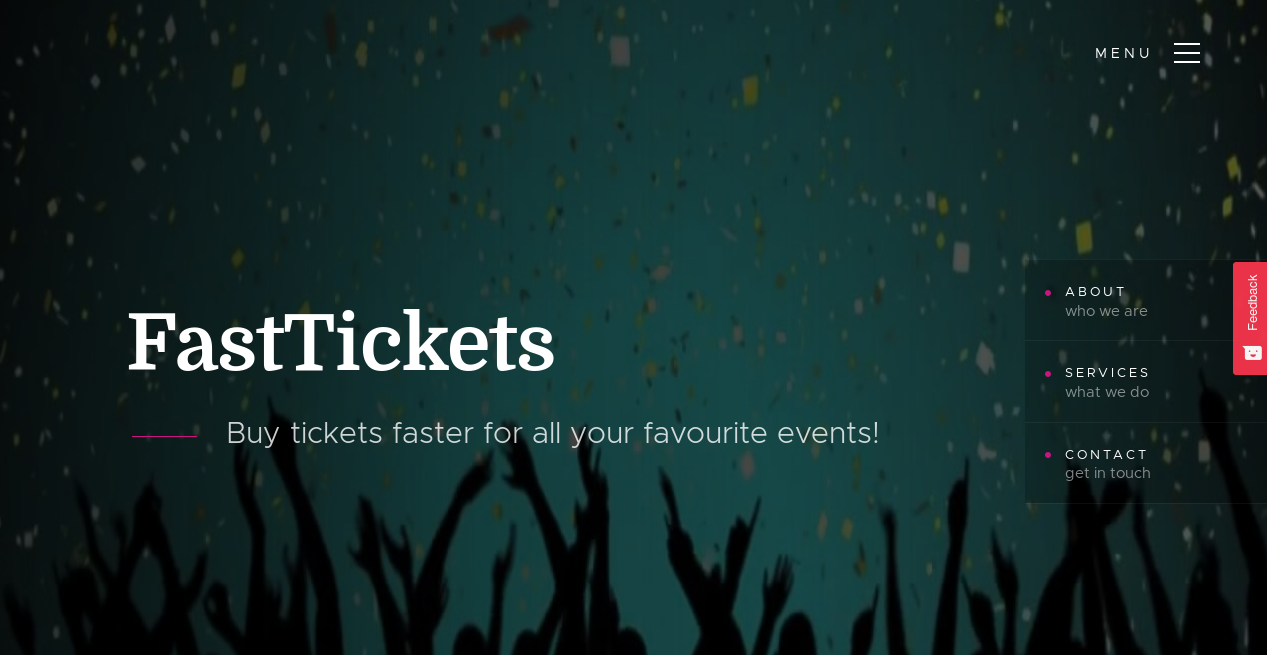 MENU
FastTickets
Buy tickets faster for all your favourite events!
ABOUT
who we are
SERVICES
what we do
CONTACT
get in touch
Feedback